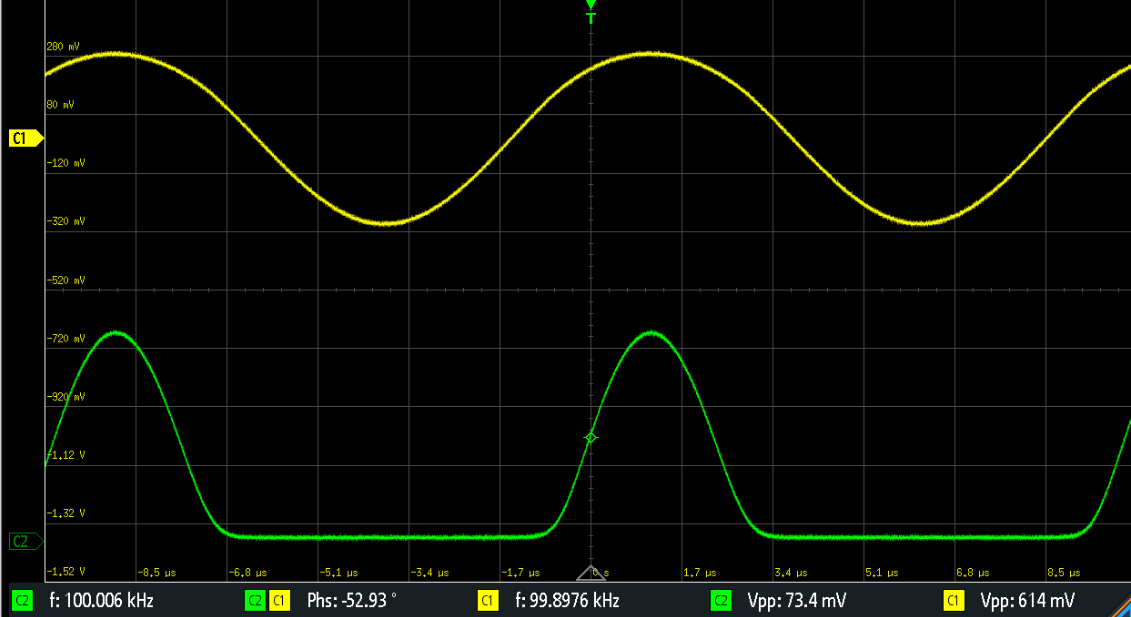 T
280 mV
80 mV
C1
-120 mV
-320 mV
-520 mV
-720 mV
-920 mV
-1.12 V
-1.32 V
C2
-1.52 V -8.5 µs -6.8 µs -5.1 µs -3.4 µs -1.7 µs 0 s 1.7 µs 3.4 µs 5.1 µs 6.8 µs 8.5 µs
C2 f: 100.006 kHz C2 C1 Phs: -52.93 ° C1 f: 99.8976 kHz C2 Vpp: 73.4 mV C1 Vpp: 614 mV